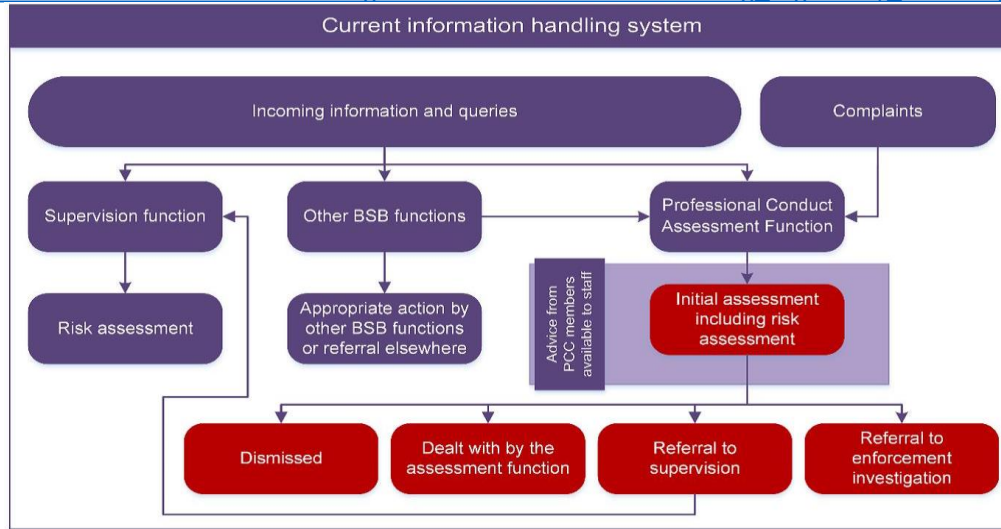 Current information handling system
Incoming information and queries
Complaints
Supervision function
Other BSB functions
Professional Conduct
Assessment Function
Risk assessment
Appropriate action by
other BSB functions
or referral elsewhere
Advice from
PCC members
available to staff
Initial assessment
including risk
assessment
Dismissed
Dealt with by the
assessment function
Referral to
supervision
Referral to
enforcement
investigation